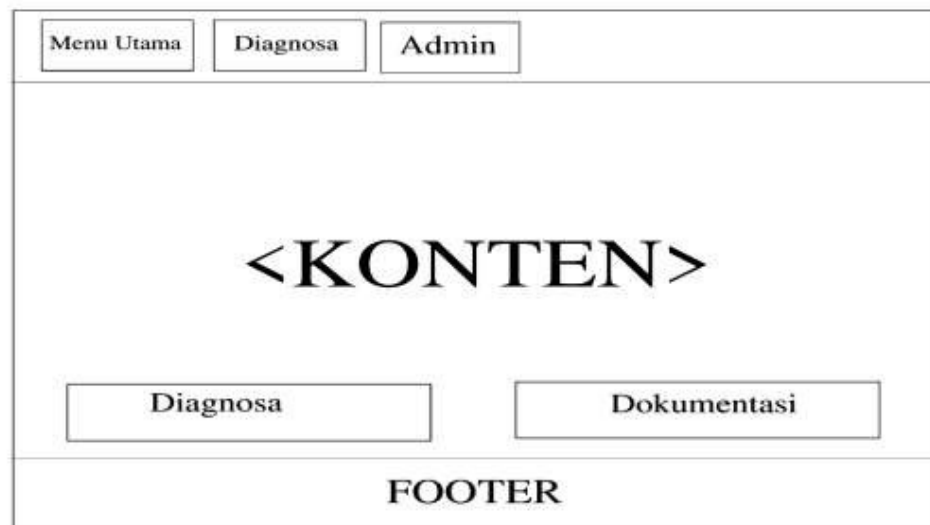 Menu Utama
Diagnosa
Admin
<KONTEN>
Diagnosa
Dokumentasi
FOOTER